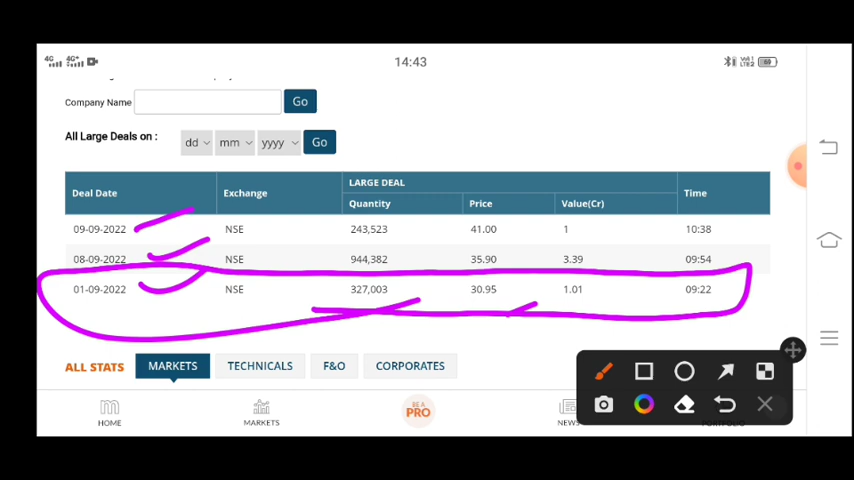 14:43
Company Name Go
All Large Deals on : dd mm yyyy Go
Deal Date Exchange LARGE DEAL Time
Quantity Price Value(Cr)
09-09-2022 NSE 243,523 41.00 1 10:38
08-09-2022 NSE 944,382 35.90 3.39 09:54
01-09-2022 NSE 327,003 30.95 1.01 09:22
ALL STATS MARKETS TECHNICALS F&O CORPORATES
HOME MARKETS BE A PRO NEWS